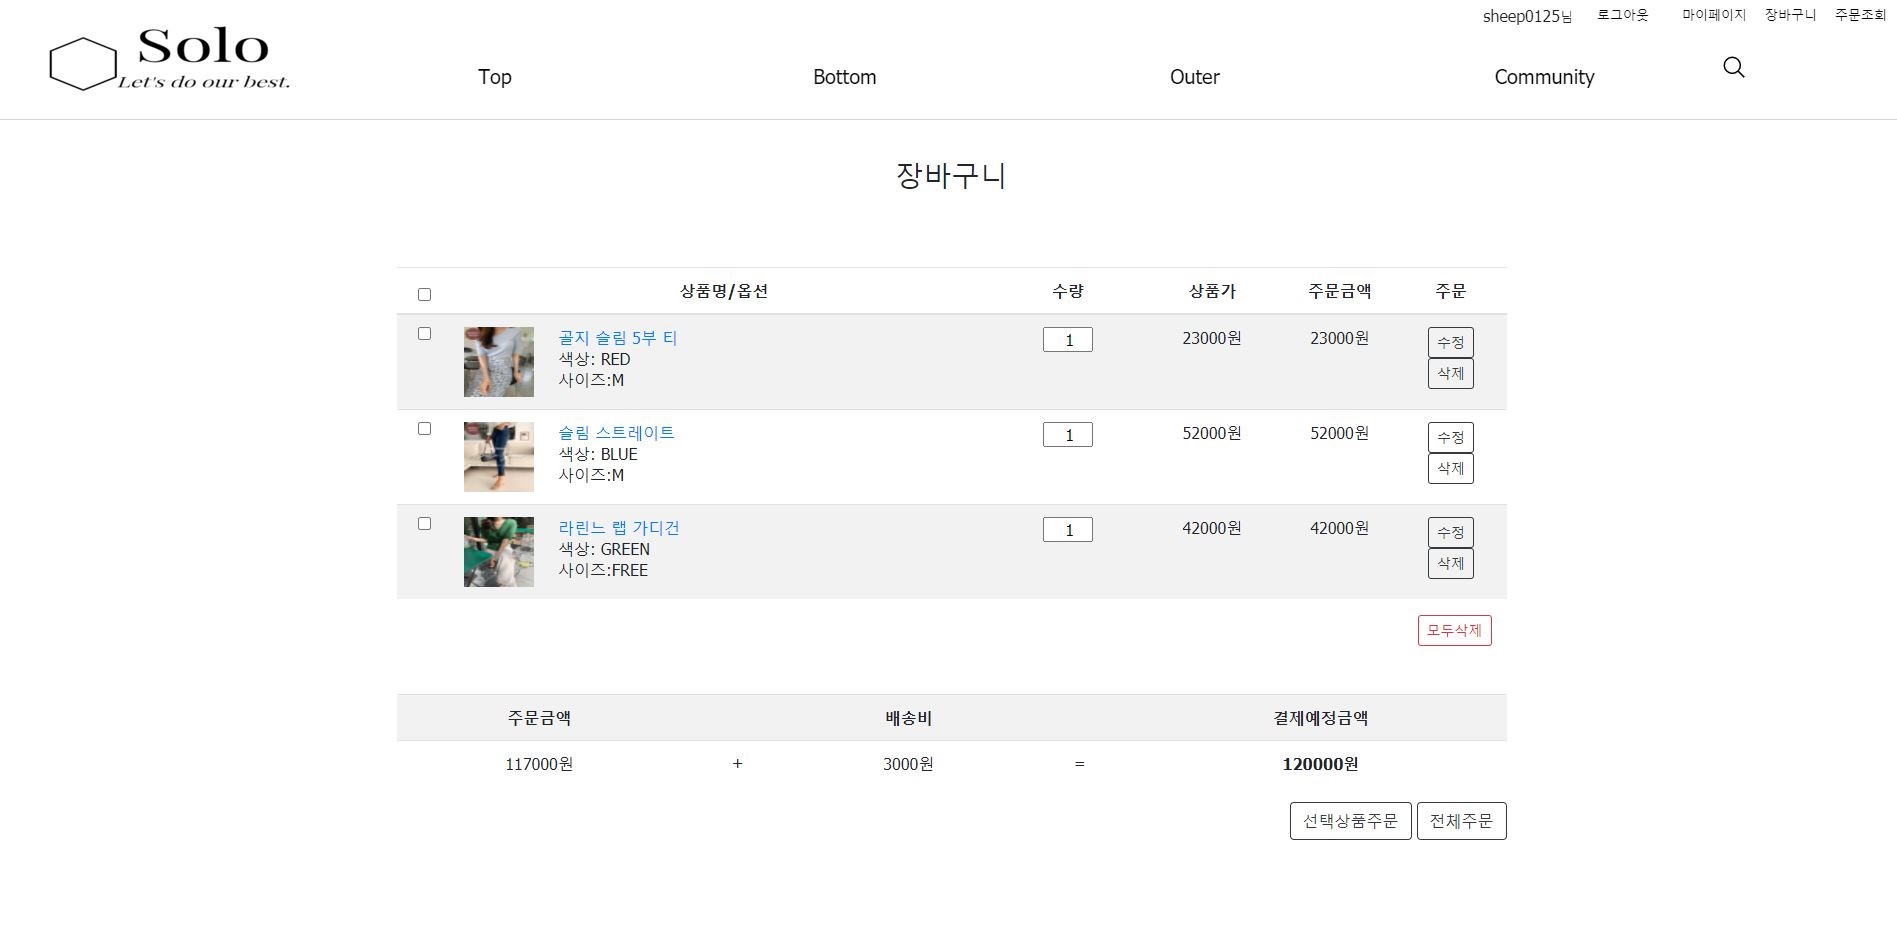 sheep0125님 로그아웃 마이페이지 장바구니 주문조회
Solo
Let's do our best.
Top Bottom Outer Community
장바구니
상품명/옵션 수량 상품가 주문금액 주문
골지 슬림 5부 티 1 23000원 23000원 수정
색상: RED
사이즈:M 삭제
슬림 스트레이트 1 52000원 52000원 수정
색상: BLUE
사이즈:M 삭제
라린느 랩 가디건 1 42000원 42000원 수정
색상: GREEN
사이즈:FREE 삭제
모두삭제
주문금액 배송비 결제예정금액
117000원 + 3000원 = 120000원
선택상품주문 전체주문